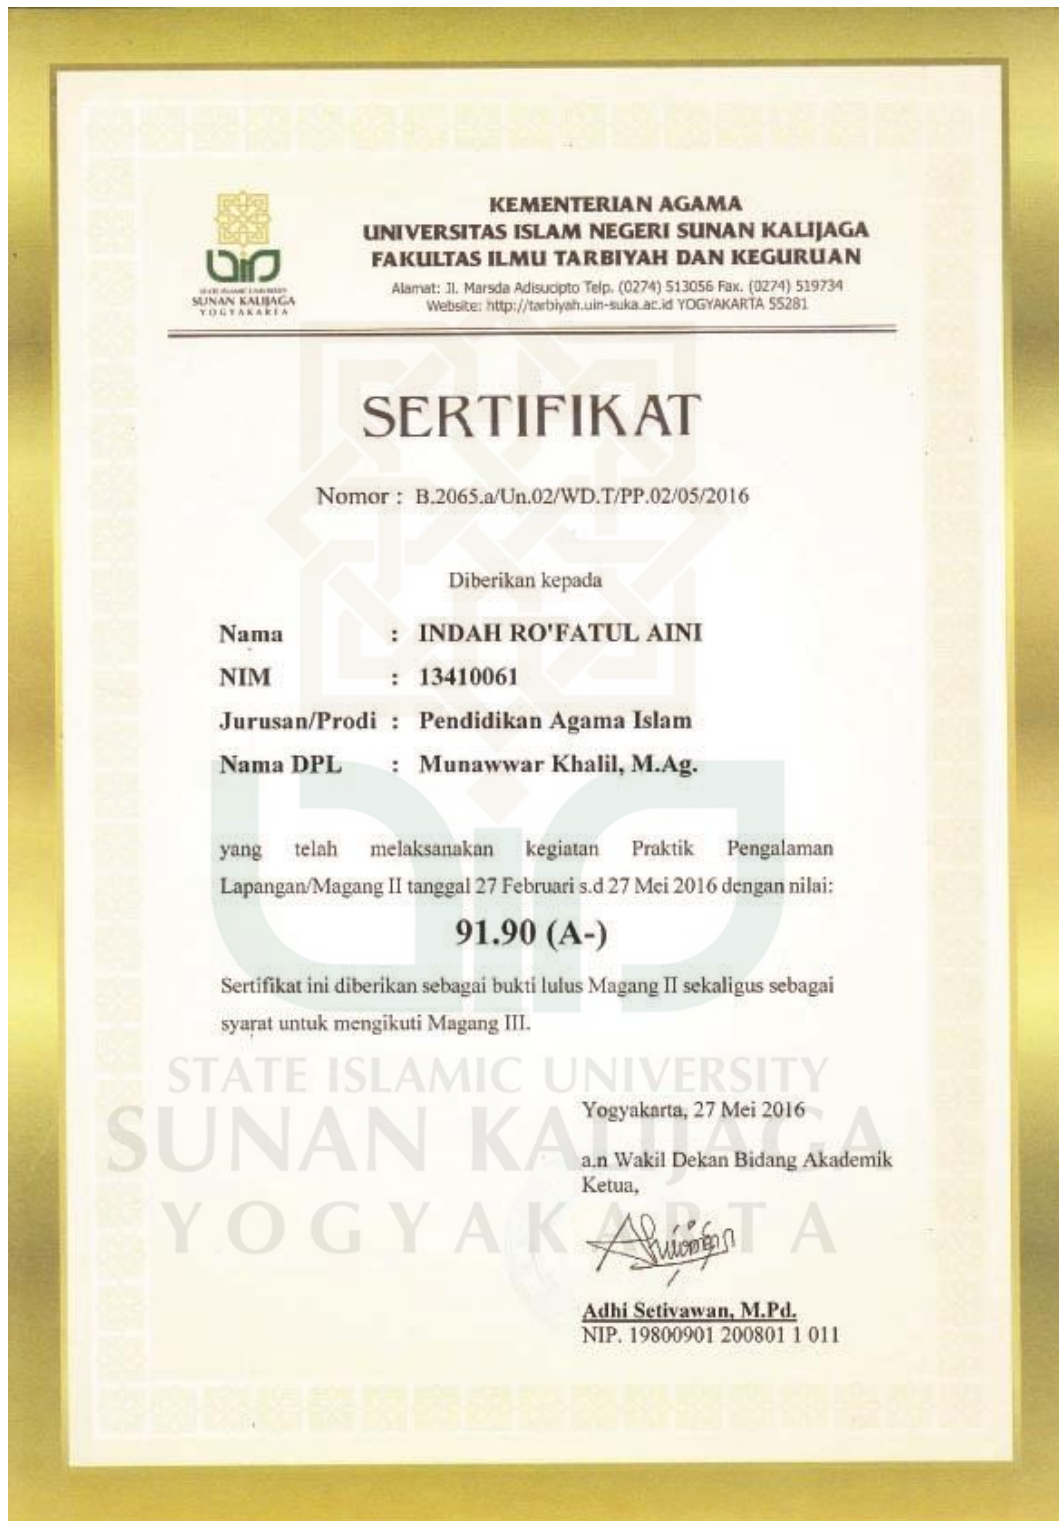 KEMENTERIAN AGAMA
UNIVERSITAS ISLAM NEGERI SUNAN KALIJAGA
FAKULTAS ILMU TARBIYAH DAN KEGURUAN
Alamat: Jl. Marsda Adisucipto Telp. (0274) 513056 Fax. (0274) 519734
Website: http://tarbiyah.uin-suka.ac.id YOGYAKARTA 55281
uin
STATE ISLAMIC UNIVERSITY
SUNAN KALIJAGA
YOGYAKARTA
SERTIFIKAT
Nomor : B.2065.a/Un.02/WD.T/PP.02/05/2016
Diberikan kepada
Nama : INDAH RO'FATUL AINI
NIM : 13410061
Jurusan/Prodi : Pendidikan Agama Islam
Nama DPL : Munawwar Khalil, M.Ag.
yang telah melaksanakan kegiatan Praktik Pengalaman
Lapangan/Magang II tanggal 27 Februari s.d 27 Mei 2016 dengan nilai:
91.90 (A-)
Sertifikat ini diberikan sebagai bukti lulus Magang II sekaligus sebagai
syarat untuk mengikuti Magang III.
uin
STATE ISLAMIC UNIVERSITY
SUNAN KALIJAGA
YOGYAKARTA
Yogyakarta, 27 Mei 2016
a.n Wakil Dekan Bidang Akademik
Ketua,
Adhi Setiyawan, M.Pd.
NIP. 19800901 200801 1 011